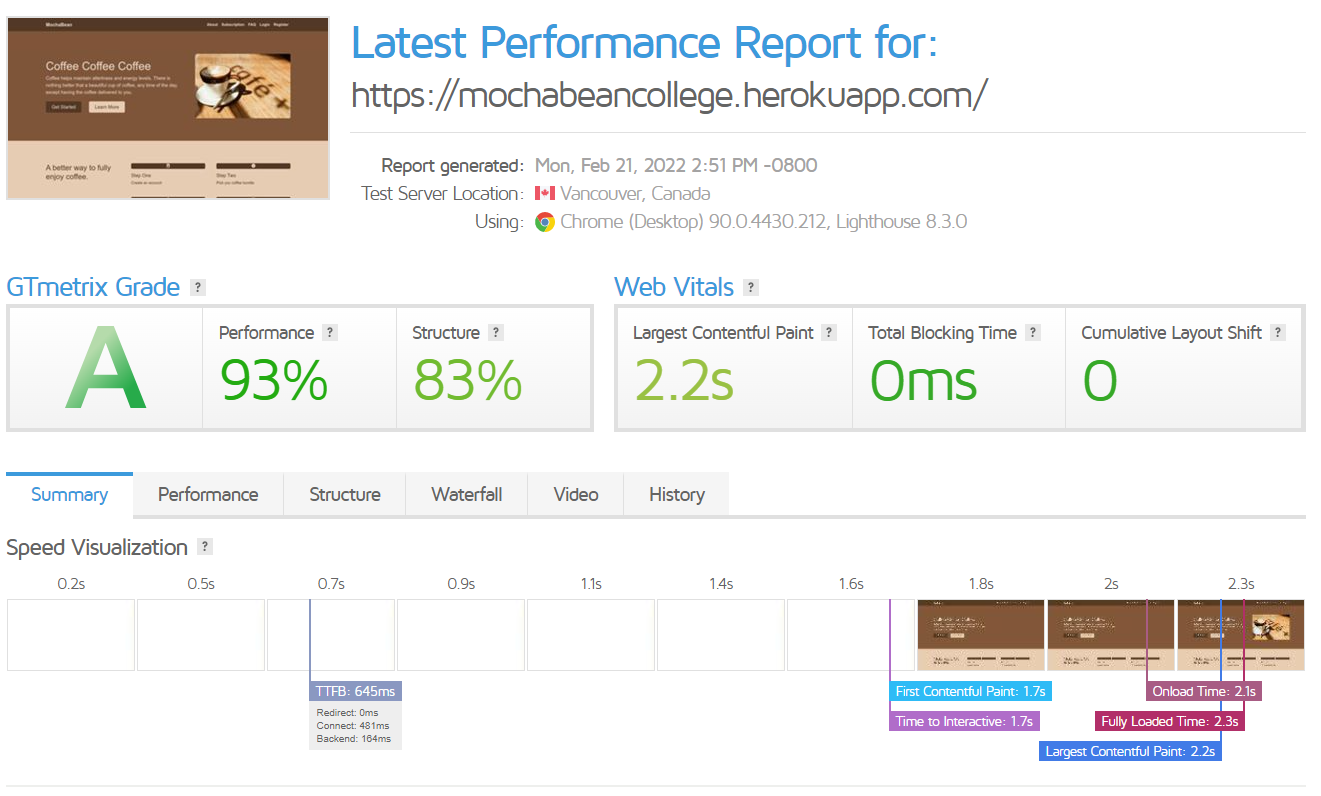 MochaBean
About Subscription FAQ Login Register
Coffee Coffee Coffee
Coffee helps maintain alertness and energy levels. There is
nothing better that a beautiful cup of coffee, any time of the day,
except having the coffee delivered to you.
Get Started Learn More
A better way to fully
enjoy coffee.
Step One
Create an account
Step Two
Pick you coffee bundle
Latest Performance Report for:
https://mochabeancollege.herokuapp.com/
Report generated: Mon, Feb 21, 2022 2:51 PM -0800
Test Server Location: Vancouver, Canada
Using: Chrome (Desktop) 90.0.4430.212, Lighthouse 8.3.0
GTmetrix Grade ?
Web Vitals ?
A
Performance ?
93%
Structure ?
83%
Largest Contentful Paint ?
2.2s
Total Blocking Time ?
0ms
Cumulative Layout Shift ?
0
Summary Performance Structure Waterfall Video History
Speed Visualization ?
0.2s 0.5s 0.7s 0.9s 1.1s 1.4s 1.6s 1.8s 2s 2.3s
TTFB: 645ms
Redirect: 0ms
Connect: 481ms
Backend: 164ms
First Contentful Paint: 1.7s
Onload Time: 2.1s
Time to Interactive: 1.7s
Fully Loaded Time: 2.3s
Largest Contentful Paint: 2.2s